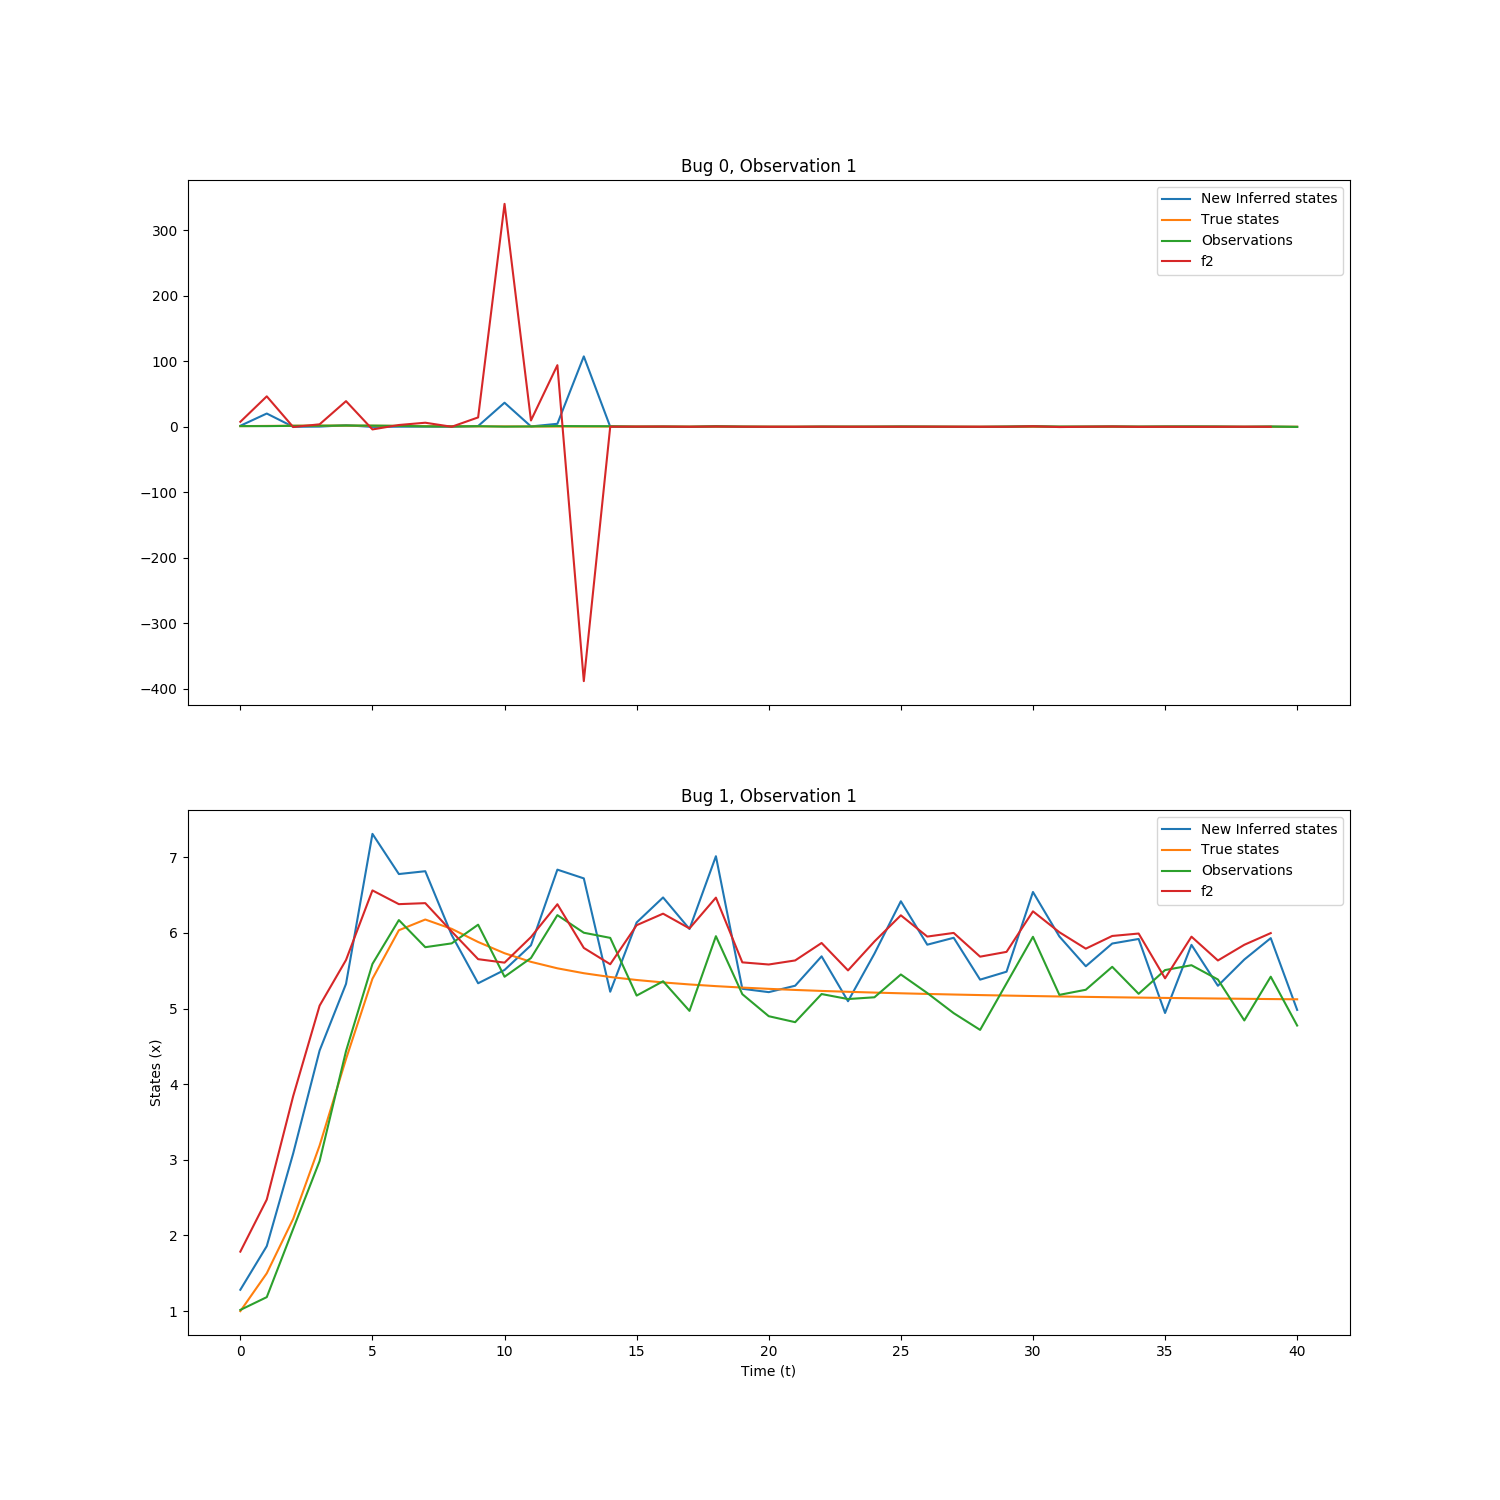 Bug 0, Observation 1
New Inferred states
True states
Observations
f2
300
200
100
0
−100
−200
−300
−400
Bug 1, Observation 1
New Inferred states
True states
Observations
f2
States (x)
7
6
5
4
3
2
1
0 5 10 15 20 25 30 35 40
Time (t)